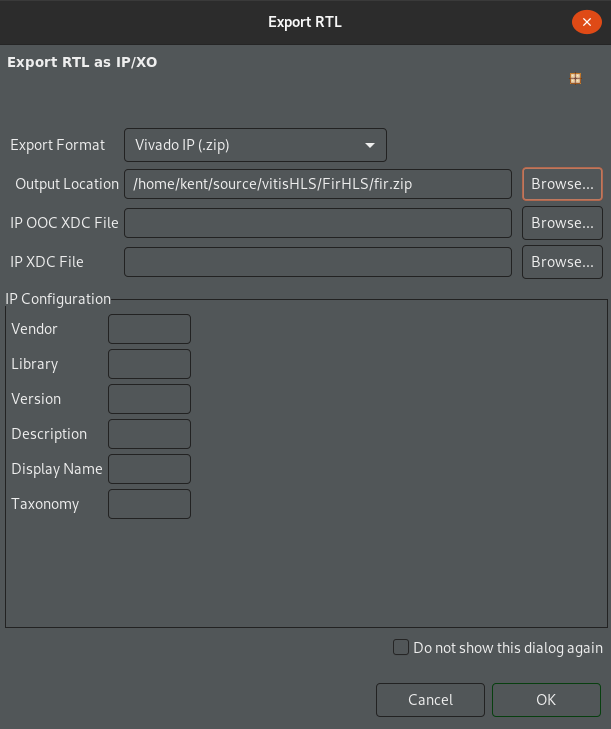 Export RTL
Export RTL as IP/XO
Export Format Vivado IP (.zip)
Output Location /home/kent/source/vitisHLS/FirHLS/fir.zip Browse...
IP OOC XDC File Browse...
IP XDC File Browse...
IP Configuration
Vendor
Library
Version
Description
Display Name
Taxonomy
Do not show this dialog again
Cancel OK